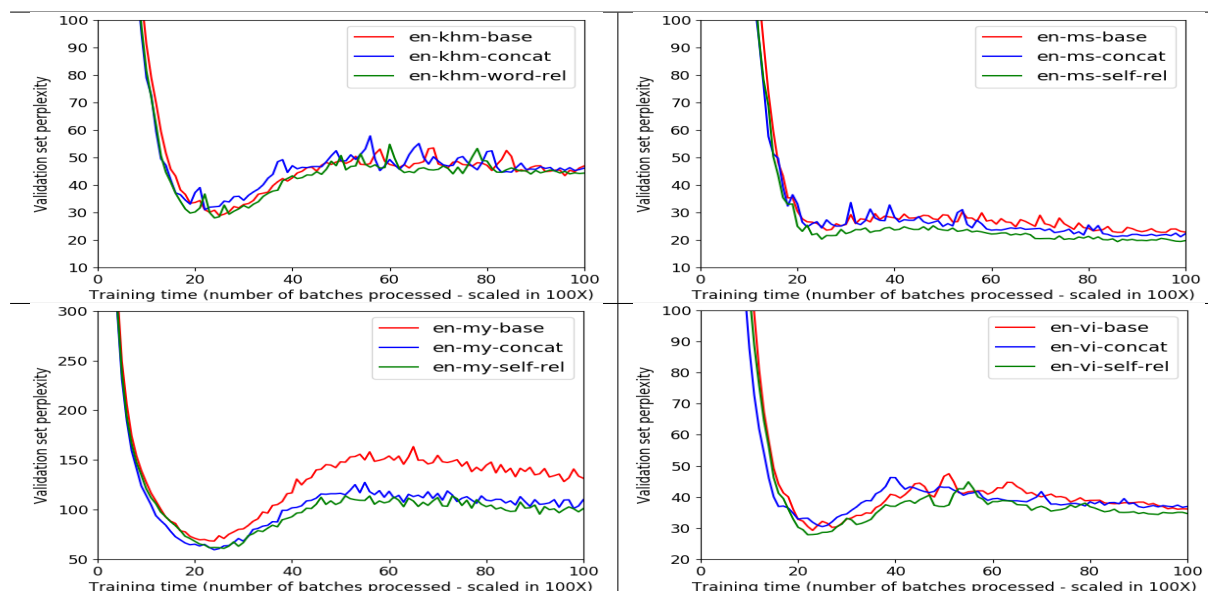 100
90
80
70
60
50
40
30
20
10
Validation set perplexity
en-khm-base
en-khm-concat
en-khm-word-rel
0 20 40 60 80 100
Training time (number of batches processed - scaled in 100X)
100
90
80
70
60
50
40
30
20
10
Validation set perplexity
en-ms-base
en-ms-concat
en-ms-self-rel
0 20 40 60 80 100
Training time (number of batches processed - scaled in 100X)
300
250
200
150
100
50
Validation set perplexity
en-my-base
en-my-concat
en-my-self-rel
0 20 40 60 80 100
Training time (number of batches processed - scaled in 100X)
100
90
80
70
60
50
40
30
20
Validation set perplexity
en-vi-base
en-vi-concat
en-vi-self-rel
0 20 40 60 80 100
Training time (number of batches processed - scaled in 100X)